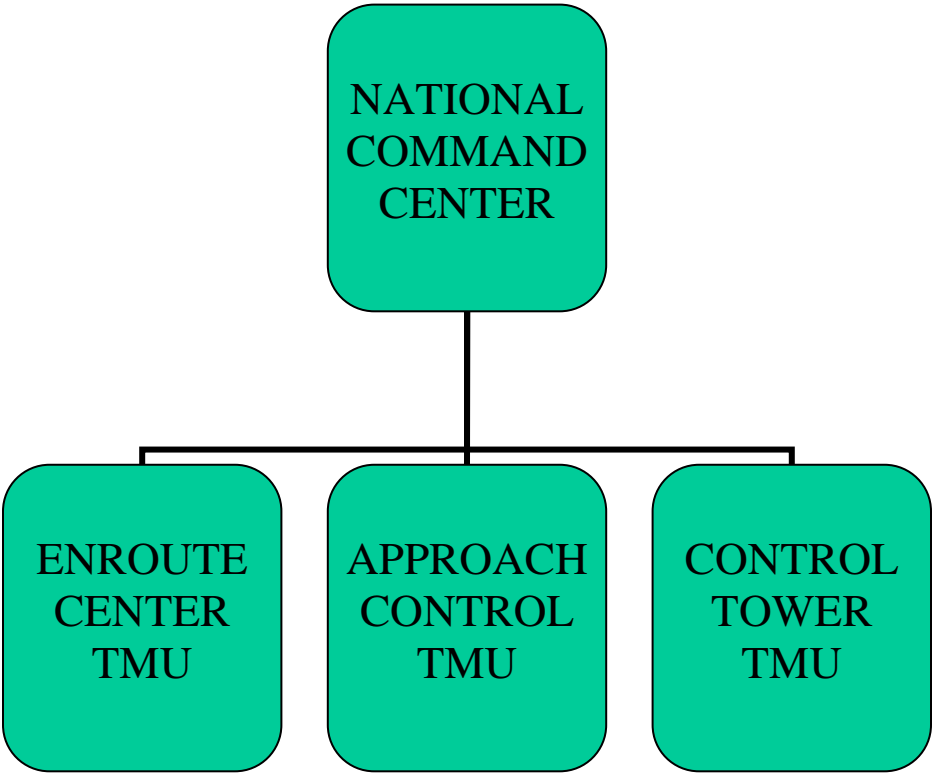 NATIONAL
COMMAND
CENTER
ENROUTE
CENTER
TMU
APPROACH
CONTROL
TMU
CONTROL
TOWER
TMU